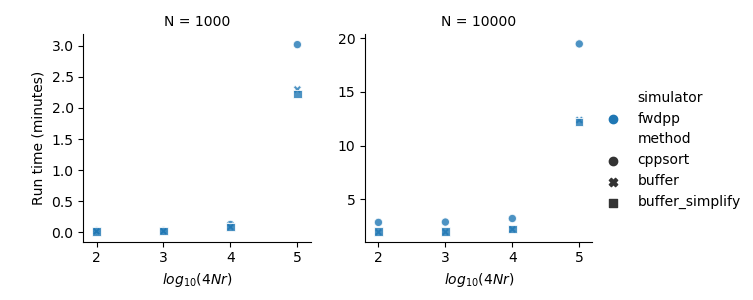 N = 1000
N = 10000
Run time (minutes)
3.0
2.5
2.0
1.5
1.0
0.5
0.0
2 3 4 5
log10(4Nr)
20
15
10
5
2 3 4 5
log10(4Nr)
simulator
fwdpp
method
cppsort
buffer
buffer_simplify